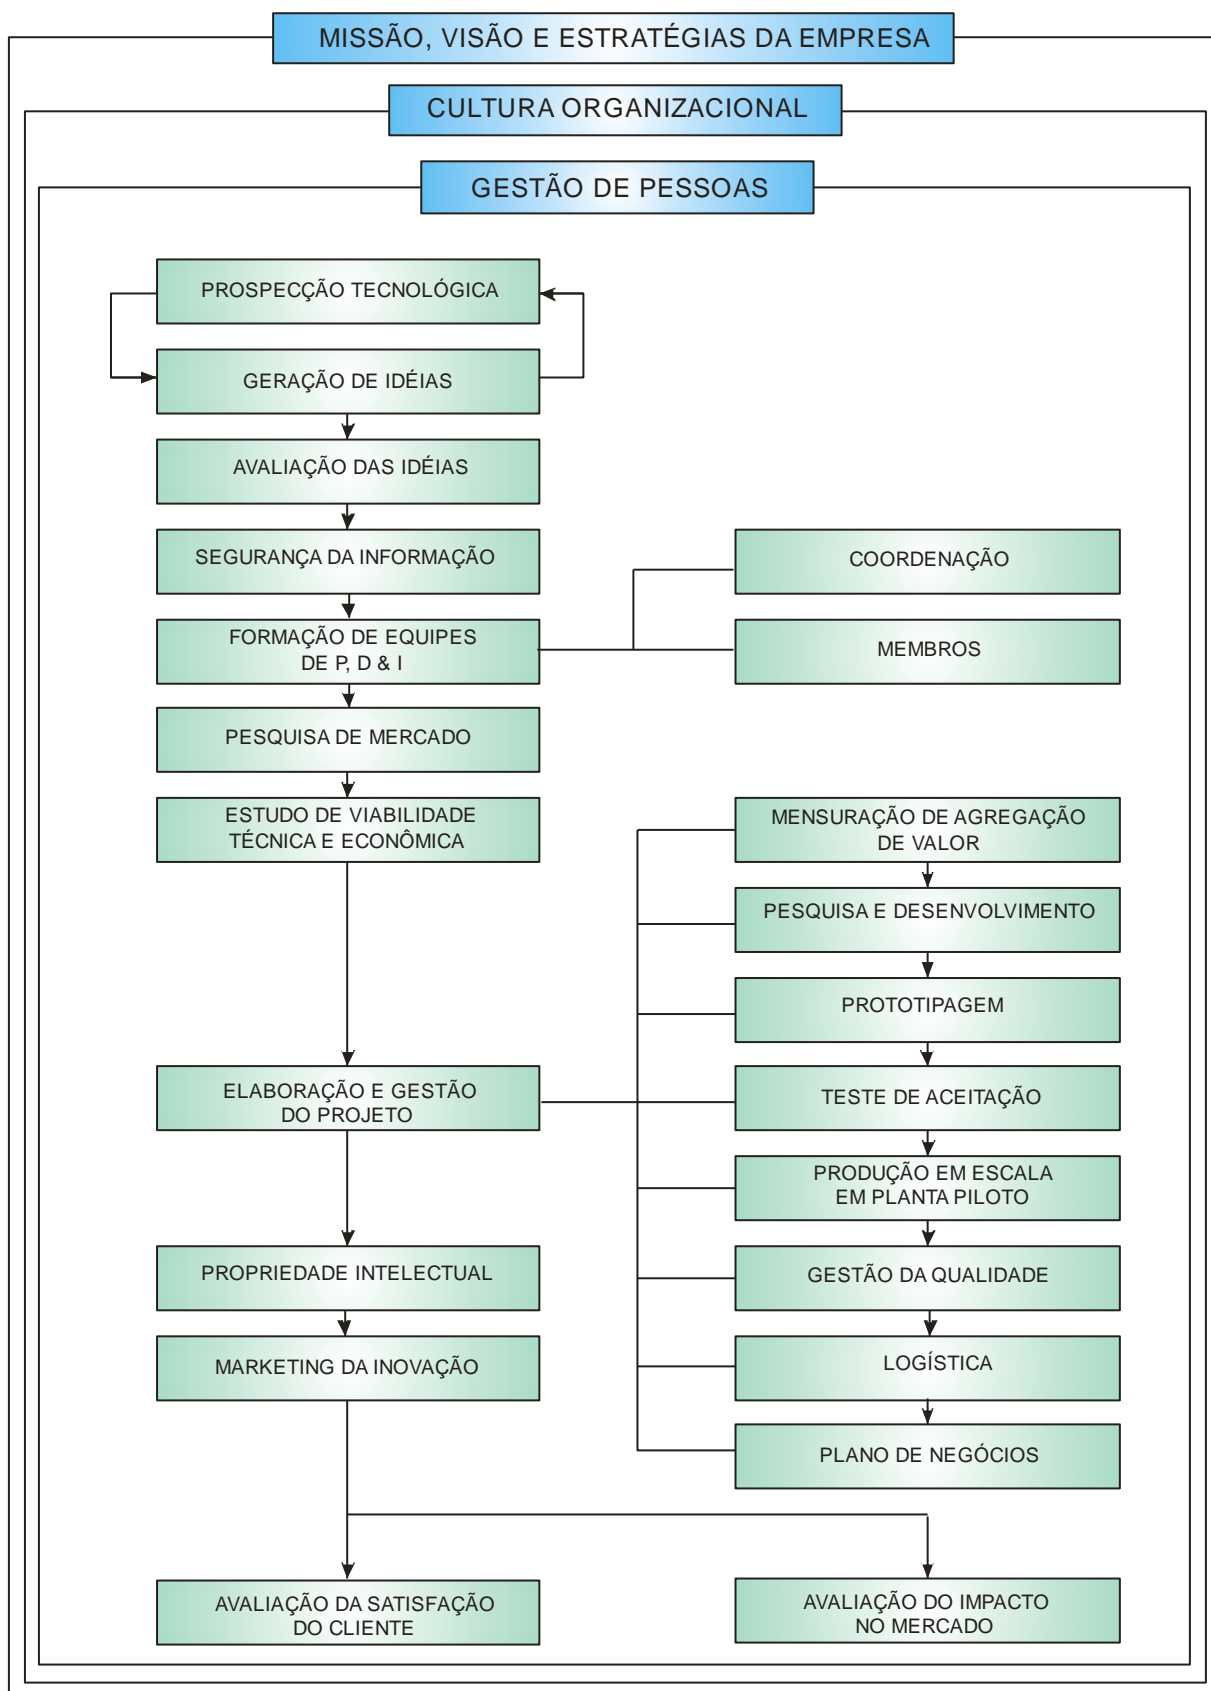 MISSÃO, VISÃO E ESTRATÉGIAS DA EMPRESA
CULTURA ORGANIZACIONAL
GESTÃO DE PESSOAS
PROSPECÇÃO TECNOLÓGICA
GERAÇÃO DE IDÉIAS
AVALIAÇÃO DAS IDÉIAS
SEGURANÇA DA INFORMAÇÃO
COORDENAÇÃO
FORMAÇÃO DE EQUIPES
DE P, D & I
MEMBROS
PESQUISA DE MERCADO
ESTUDO DE VIABILIDADE
TÉCNICA E ECONÔMICA
MENSURAÇÃO DE AGREGAÇÃO
DE VALOR
PESQUISA E DESENVOLVIMENTO
PROTOTIPAGEM
ELABORAÇÃO E GESTÃO
DO PROJETO
TESTE DE ACEITAÇÃO
PRODUÇÃO EM ESCALA
EM PLANTA PILOTO
PROPRIEDADE INTELECTUAL
GESTÃO DA QUALIDADE
MARKETING DA INOVAÇÃO
LOGÍSTICA
PLANO DE NEGÓCIOS
AVALIAÇÃO DA SATISFAÇÃO
DO CLIENTE
AVALIAÇÃO DO IMPACTO
NO MERCADO